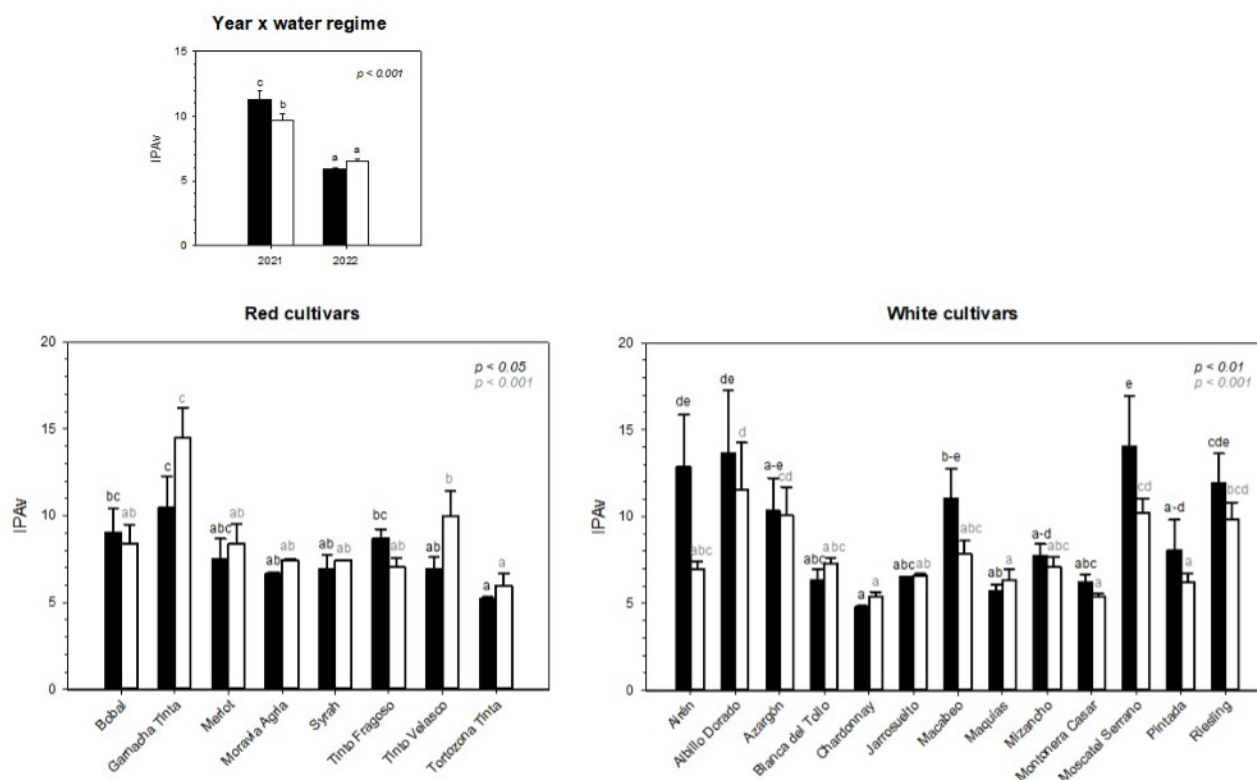 Year x water regime
15
10
5
0
IPAv
p < 0.001
c
b
a
a
2021
2022
Red cultivars
20
15
10
5
0
IPAv
p < 0.05
p < 0.001
bc
ab
c
c
abc
ab
ab
ab
ab
ab
bc
ab
ab
b
a
a
Bobal
Garnacha Tinta
Merlot
Moravia Agria
Syrah
Tinto Fragoso
Tinto Velasco
Tortozona Tinta
White cultivars
20
15
10
5
0
IPAv
p < 0.01
p < 0.001
de
abc
de
d
a-e
cd
ab
abc
a
a
abc
ab
b-e
abc
ab
a
a-d
abc
abc
a
e
cd
a-d
a
cde
bcd
Airén
Albillo Dorado
Azargón
Blanca del Tollo
Chardonnay
Jarrosuelto
Macabeo
Maquías
Mizancho
Montonera Casar
Moscatel Serrano
Pintada
Riesling